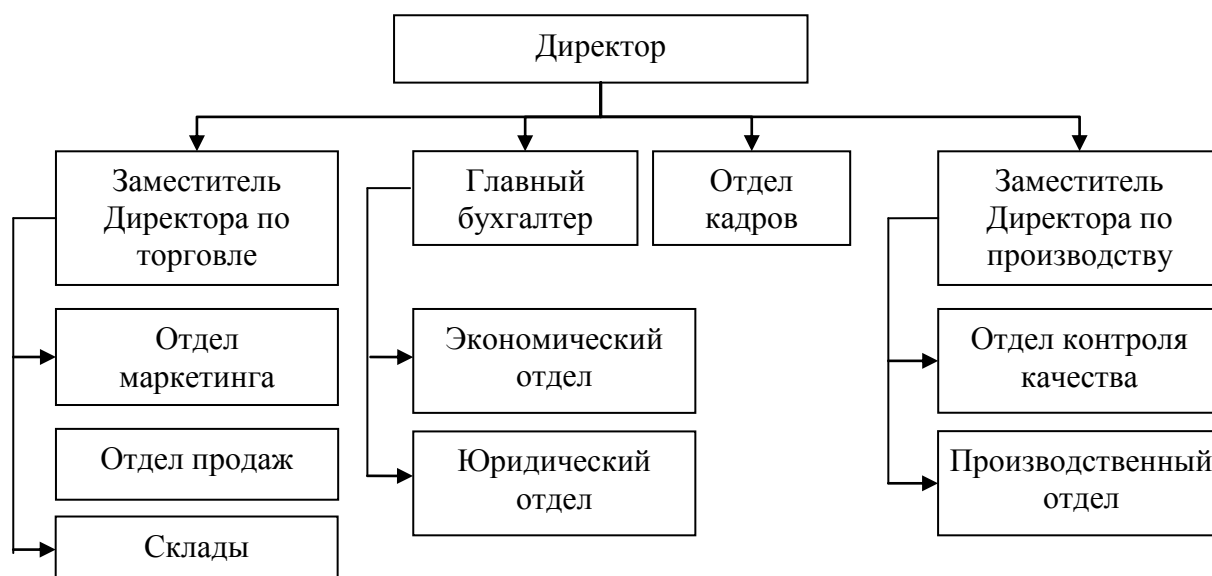 Директор
Заместитель
Директора по
торговле
Главный
бухгалтер
Отдел
кадров
Заместитель
Директора по
производству
Отдел
маркетинга
Экономический
отдел
Отдел контроля
качества
Отдел продаж
Юридический
отдел
Производственный
отдел
Склады